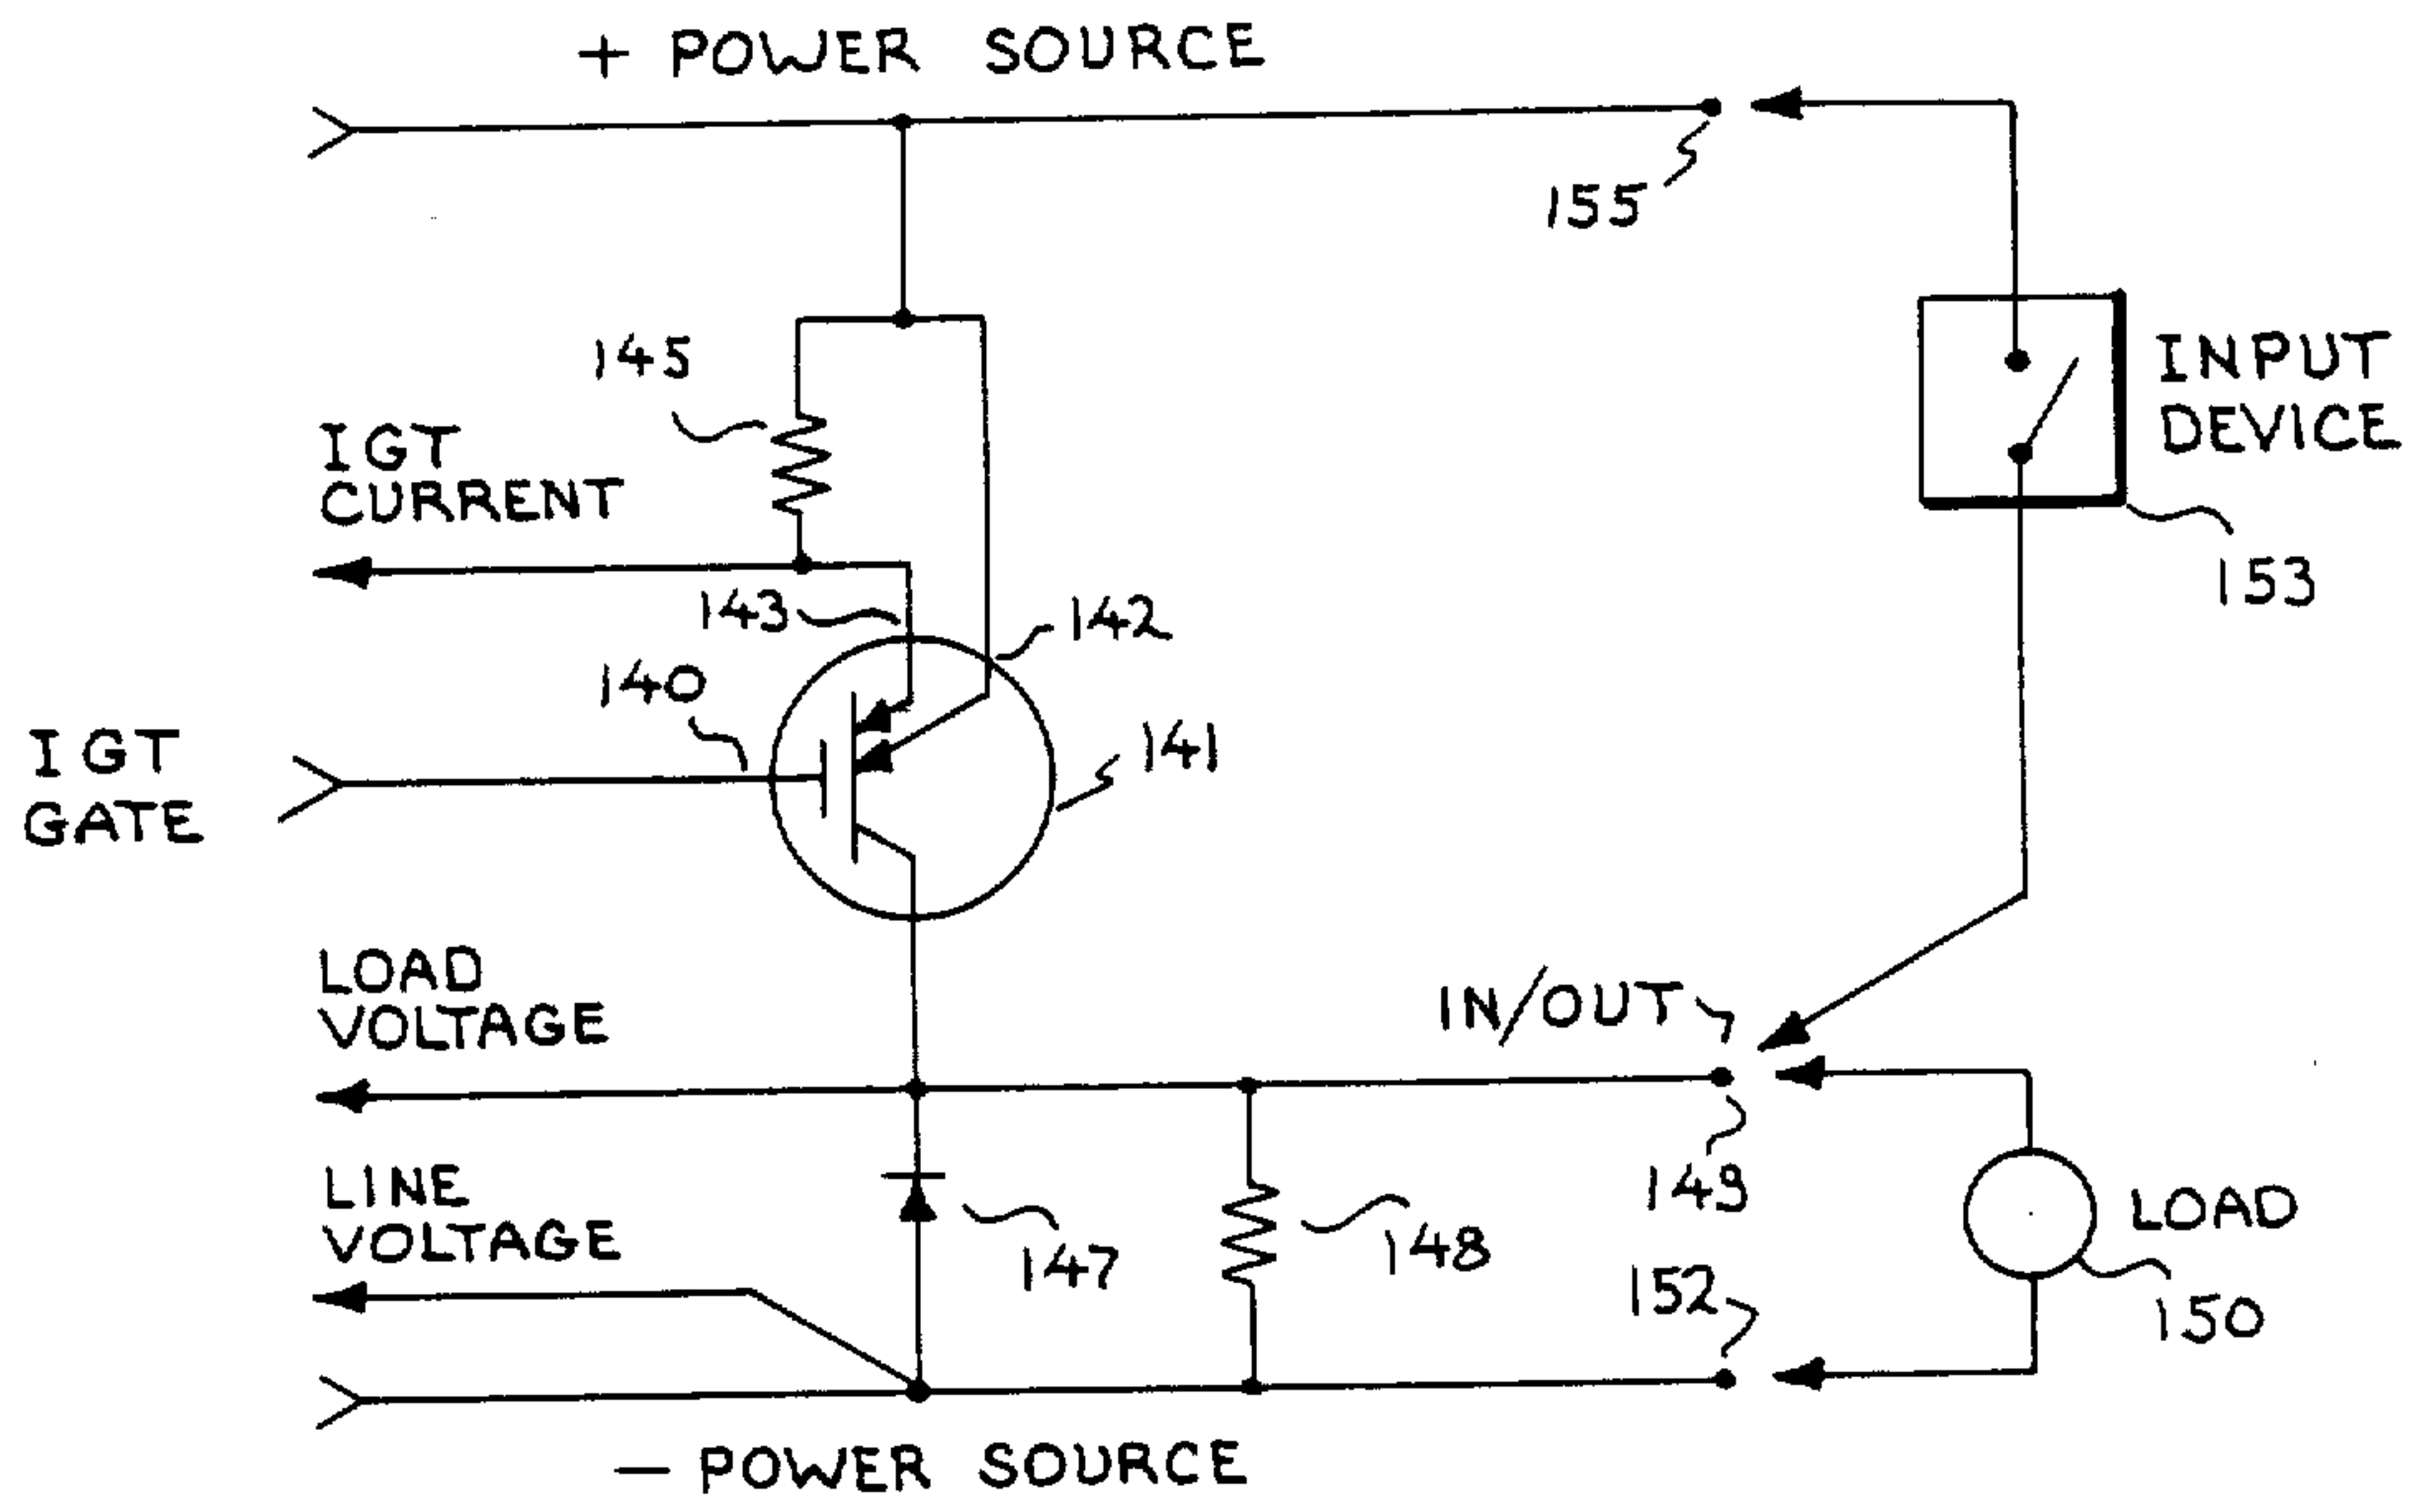 + POWER SOURCE
155
145
INPUT
DEVICE
IGT
CURRENT
153
143
142
140
141
IGT
GATE
LOAD
VOLTAGE
IN/OUT
149
LINE
VOLTAGE
147
148
152
LOAD
150
— POWER SOURCE